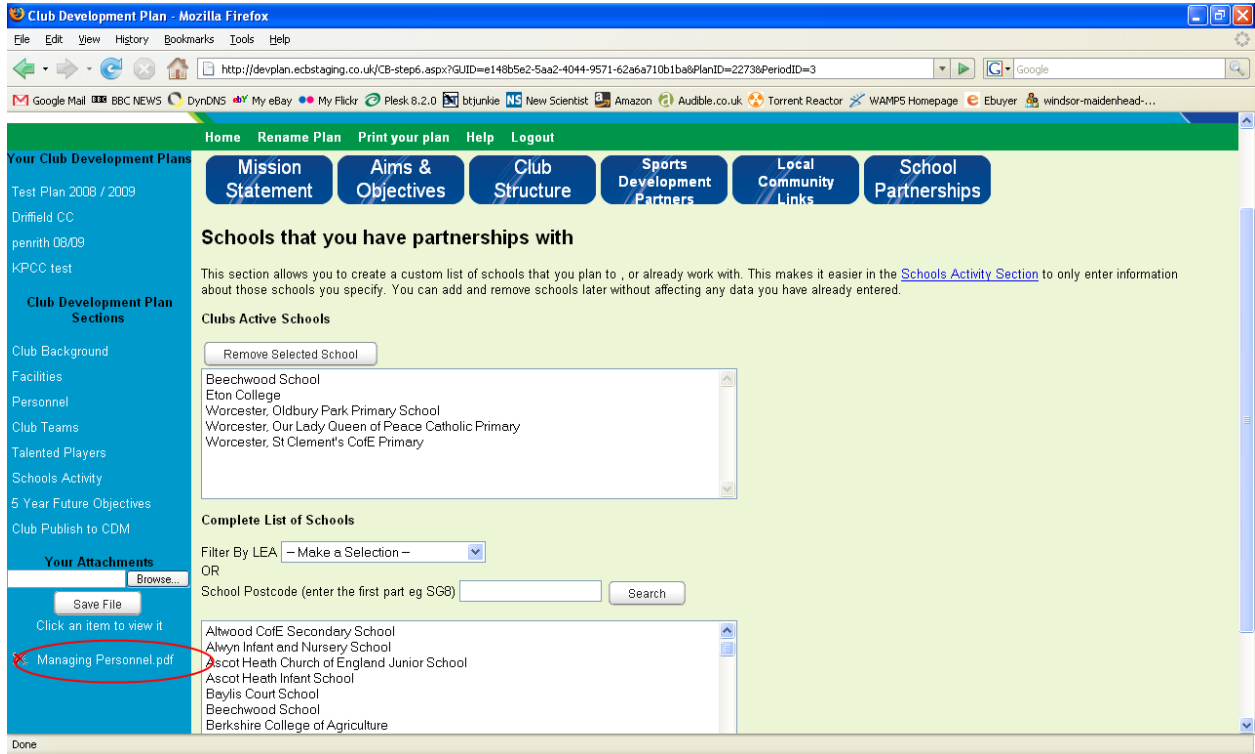 Club Development Plan - Mozilla Firefox
File Edit View History Bookmarks Tools Help
http://devplan.ecbstaging.co.uk/CB-step6.aspx?GUID=e148b5e2-5aa2-4044-9571-62a6a710b1ba&PlanID=2273&PeriodID=3
G Google
Google Mail BBC NEWS DynDNS My eBay My Flickr Plesk 8.2.0 btjunkie New Scientist Amazon Audible.co.uk Torrent Reactor WAMP5 Homepage Ebuyer windsor-maidenhead-...
Home Rename Plan Print your plan Help Logout
Your Club Development Plans
Test Plan 2008 / 2009
Driffield CC
penrith 08/09
KPCC test
Club Development Plan
Sections
Club Background
Facilities
Personnel
Club Teams
Talented Players
Schools Activity
5 Year Future Objectives
Club Publish to CDM
Your Attachments
Browse...
Save File
Click an item to view it
Managing Personnel.pdf
Mission
Statement
Aims &
Objectives
Club
Structure
Sports
Development
Partners
Local
Community
Links
School
Partnerships
Schools that you have partnerships with
This section allows you to create a custom list of schools that you plan to , or already work with. This makes it easier in the Schools Activity Section to only enter information
about those schools you specify. You can add and remove schools later without affecting any data you have already entered.
Clubs Active Schools
Remove Selected School
Beechwood School
Eton College
Worcester, Oldbury Park Primary School
Worcester, Our Lady Queen of Peace Catholic Primary
Worcester, St Clement's CofE Primary
Complete List of Schools
Filter By LEA -- Make a Selection --
OR
School Postcode (enter the first part eg SG8) Search
Altwood CofE Secondary School
Alwyn Infant and Nursery School
Ascot Heath Church of England Junior School
Ascot Heath Infant School
Baylis Court School
Beechwood School
Berkshire College of Agriculture
Done